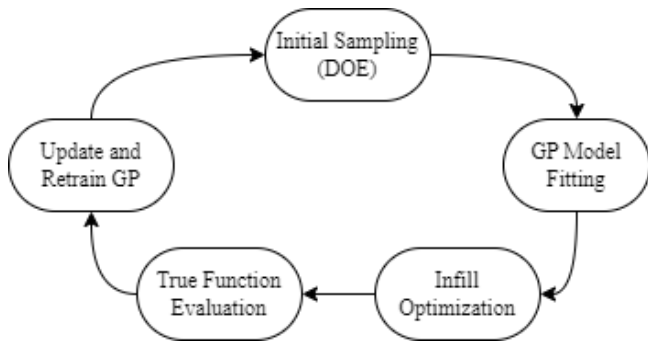 Initial Sampling
(DOE)
GP Model
Fitting
Infill
Optimization
True Function
Evaluation
Update and
Retrain GP